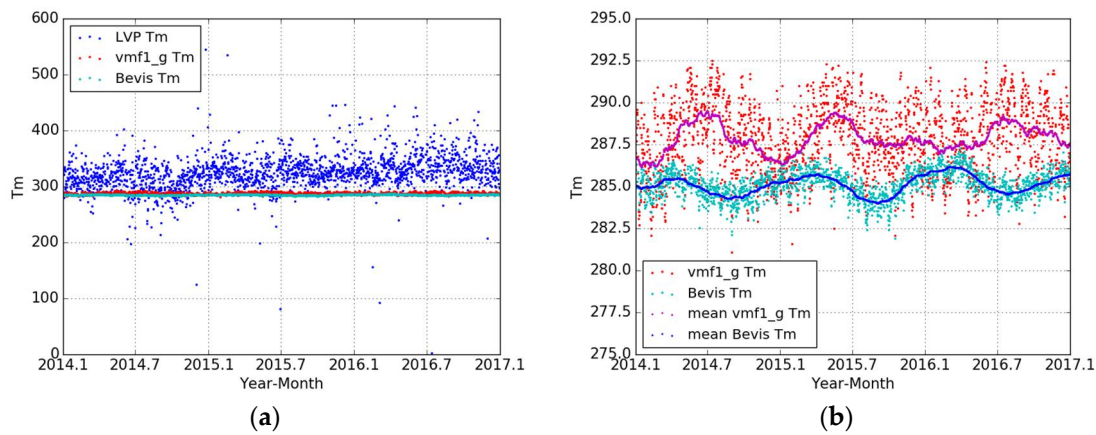 600
500
400
300
200
100
0
Tm
LVP Tm
vmf1_g Tm
Bevis Tm
2014.1 2014.7 2015.1 2015.7 2016.1 2016.7 2017.1
Year-Month
(a)
295.0
292.5
290.0
287.5
285.0
282.5
280.0
277.5
275.0
Tm
vmf1_g Tm
Bevis Tm
mean vmf1_g Tm
mean Bevis Tm
2014.1 2014.7 2015.1 2015.7 2016.1 2016.7 2017.1
Year-Month
(b)